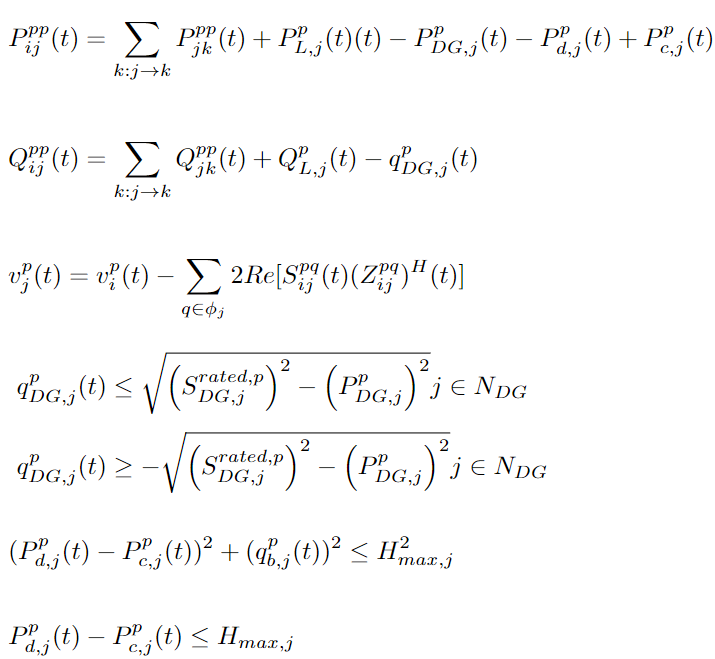 P_{ij}^{pp}(t) = \sum_{k:j \to k} P_{jk}^{pp}(t) + P_{L,j}^{p}(t)(t) - P_{DG,j}^{p}(t) - P_{d,j}^{p}(t) + P_{c,j}^{p}(t)
Q_{ij}^{pp}(t) = \sum_{k:j \to k} Q_{jk}^{pp}(t) + Q_{L,j}^{p}(t) - q_{DG,j}^{p}(t)
v_{j}^{p}(t) = v_{i}^{p}(t) - \sum_{q \in \phi_j} 2Re[S_{ij}^{pq}(t)(Z_{ij}^{pq})^{H}(t)]
q_{DG,j}^{p}(t) \leq \sqrt{\left(S_{DG,j}^{rated,p}\right)^2 - \left(P_{DG,j}^{p}\right)^2} j \in N_{DG}
q_{DG,j}^{p}(t) \geq -\sqrt{\left(S_{DG,j}^{rated,p}\right)^2 - \left(P_{DG,j}^{p}\right)^2} j \in N_{DG}
(P_{d,j}^{p}(t) - P_{c,j}^{p}(t))^2 + (q_{b,j}^{p}(t))^2 \leq H_{max,j}^{2}
P_{d,j}^{p}(t) - P_{c,j}^{p}(t) \leq H_{max,j}